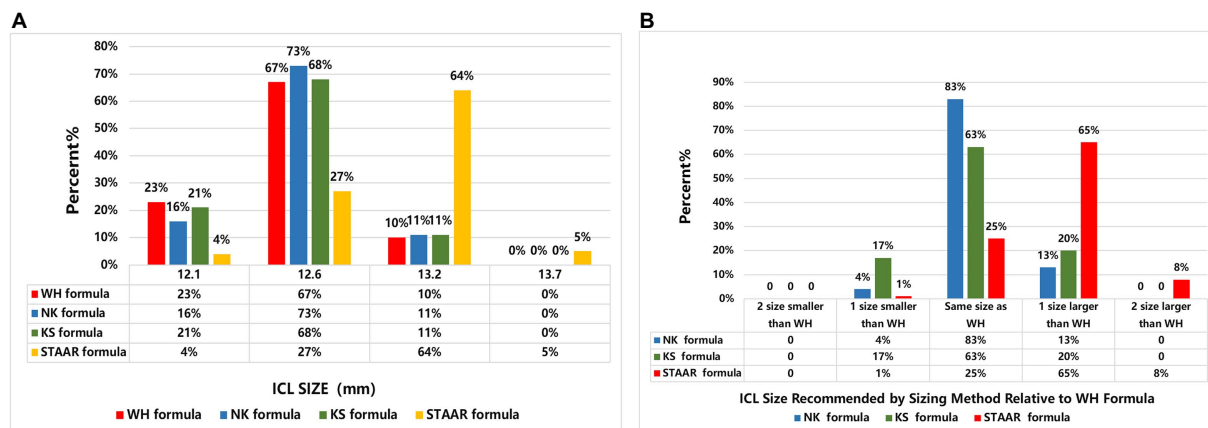 A
80%
70%
60%
50%
40%
30%
20%
10%
0%
Percernt%
23% 16% 21% 4%
67% 73% 68% 27%
10% 11% 11% 64%
0% 0% 0% 5%
12.1 12.6 13.2 13.7
WH formula 23% 67% 10% 0%
NK formula 16% 73% 11% 0%
KS formula 21% 68% 11% 0%
STAAR formula 4% 27% 64% 5%
ICL SIZE (mm)
WH formula NK formula KS formula STAAR formula
B
90%
80%
70%
60%
50%
40%
30%
20%
10%
0%
Percernt%
0 0 0
4% 17% 1%
83% 63% 25%
13% 20% 65%
0 0 8%
2 size smaller 1 size smaller Same size as 1 size larger 2 size larger
than WH than WH WH than WH than WH
NK formula 0 4% 83% 13% 0
KS formula 0 17% 63% 20% 0
STAAR formula 0 1% 25% 65% 8%
ICL Size Recommended by Sizing Method Relative to WH Formula
NK formula KS formula STAAR formula